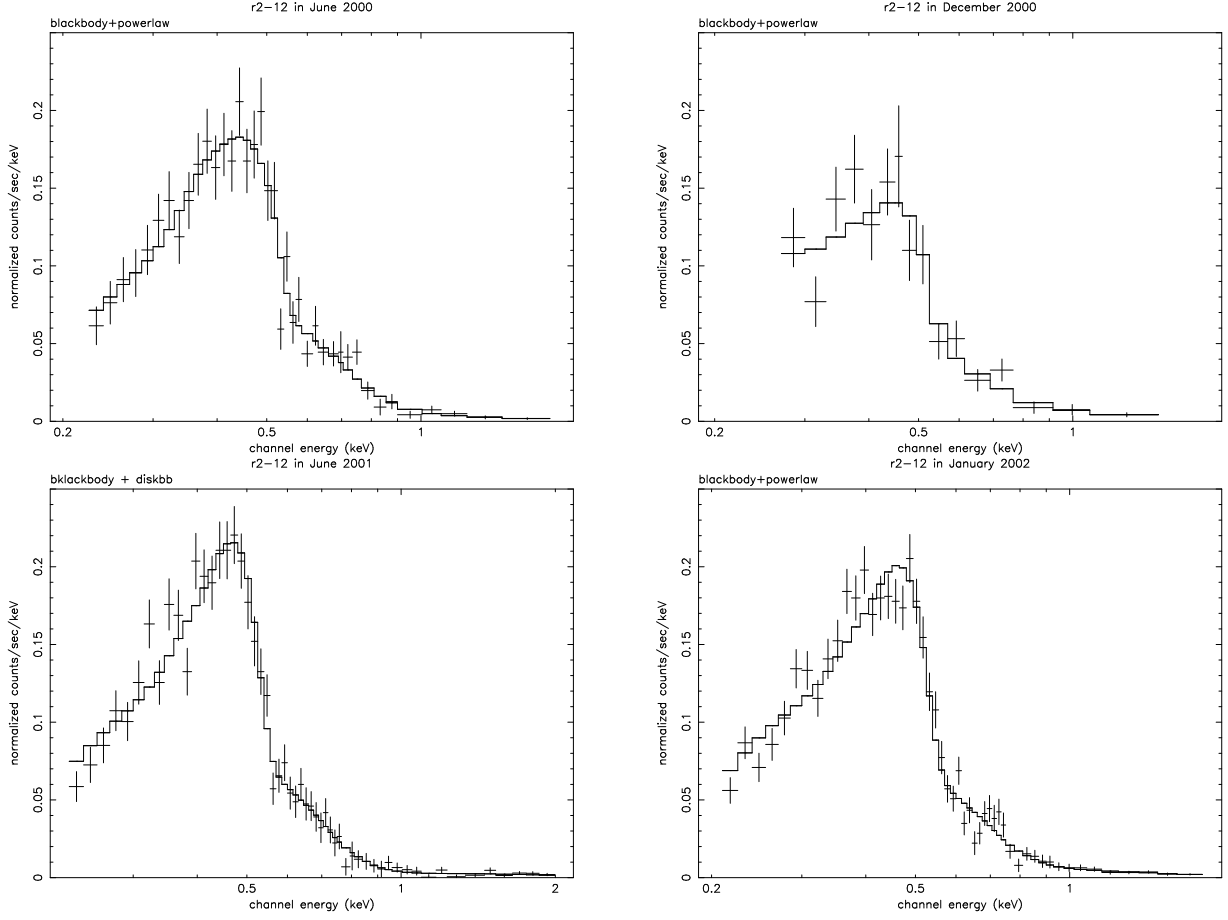 r2-12 in June 2000
blackbody+powerlaw
normalized counts/sec/keV
0 0.05 0.1 0.15 0.2
0.2 0.5 1
channel energy (keV)
r2-12 in December 2000
blackbody+powerlaw
normalized counts/sec/keV
0 0.05 0.1 0.15 0.2
0.2 0.5 1
channel energy (keV)
r2-12 in June 2001
bklackbody + diskbb
normalized counts/sec/keV
0 0.05 0.1 0.15 0.2
0.5 1 2
channel energy (keV)
r2-12 in January 2002
blackbody+powerlaw
normalized counts/sec/keV
0 0.05 0.1 0.15 0.2
0.2 0.5 1
channel energy (keV)